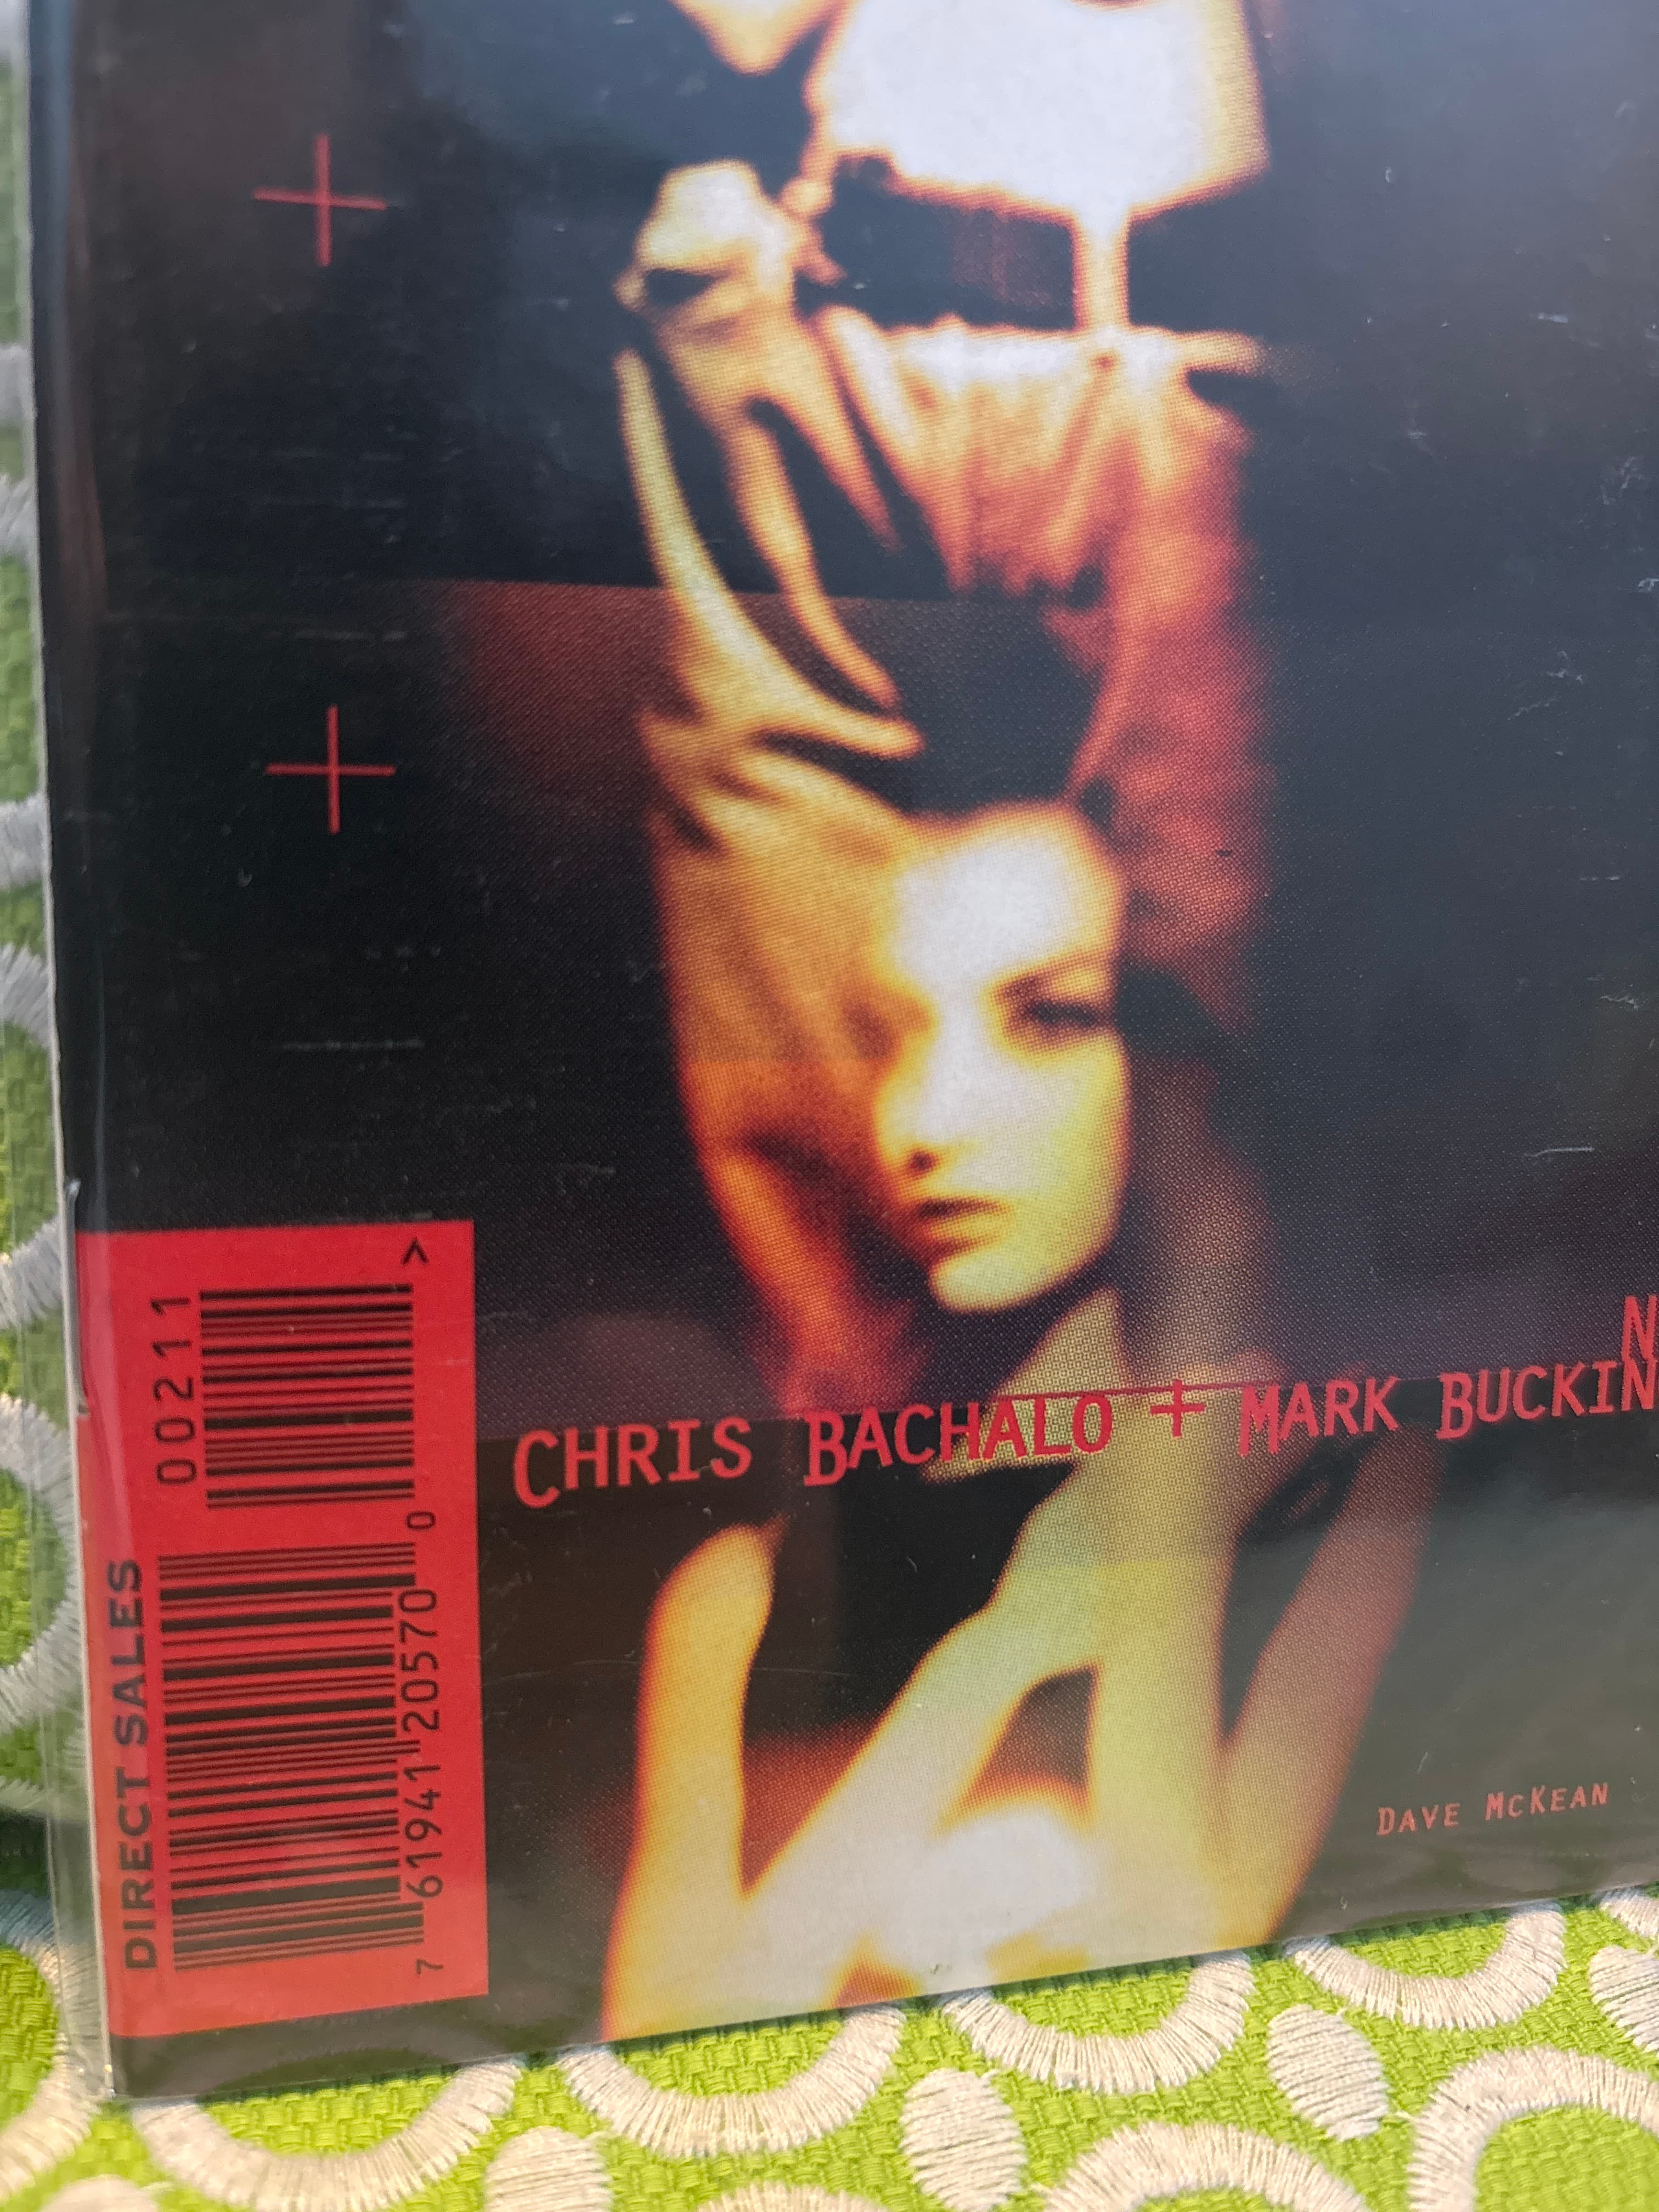 N
CHRIS BACHALO + MARK BUCKIN
DAVE MCKEAN
DIRECT SALES
00211
7 61941 20570 0
>